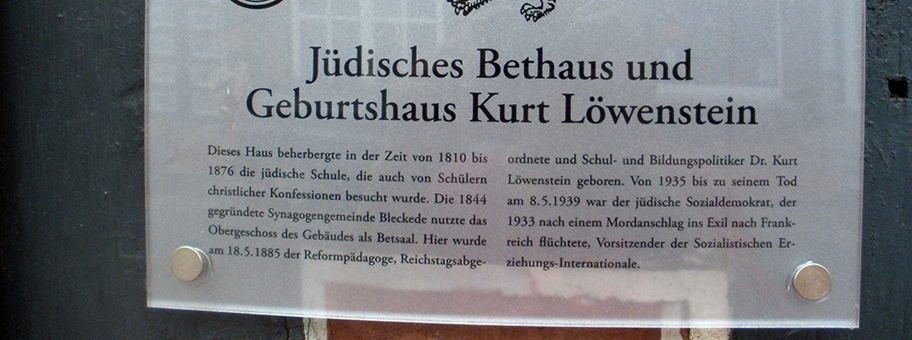 Jüdisches Bethaus und
Geburtshaus Kurt Löwenstein
Dieses Haus beherbergte in der Zeit von 1810 bis
1876 die jüdische Schule, die auch von Schülern
christlicher Konfessionen besucht wurde. Die 1844
gegründete Synagogengemeinde Bleckede nutzte das
Obergeschoss des Gebäudes als Betsaal. Hier wurde
am 18.5.1885 der Reformpädagoge, Reichstagsabge-
ordnete und Schul- und Bildungspolitiker Dr. Kurt
Löwenstein geboren. Von 1935 bis zu seinem Tod
am 8.5.1939 war der jüdische Sozialdemokrat, der
1933 nach einem Mordanschlag ins Exil nach Frank-
reich flüchtete, Vorsitzender der Sozialistischen Er-
ziehungs-Internationale.